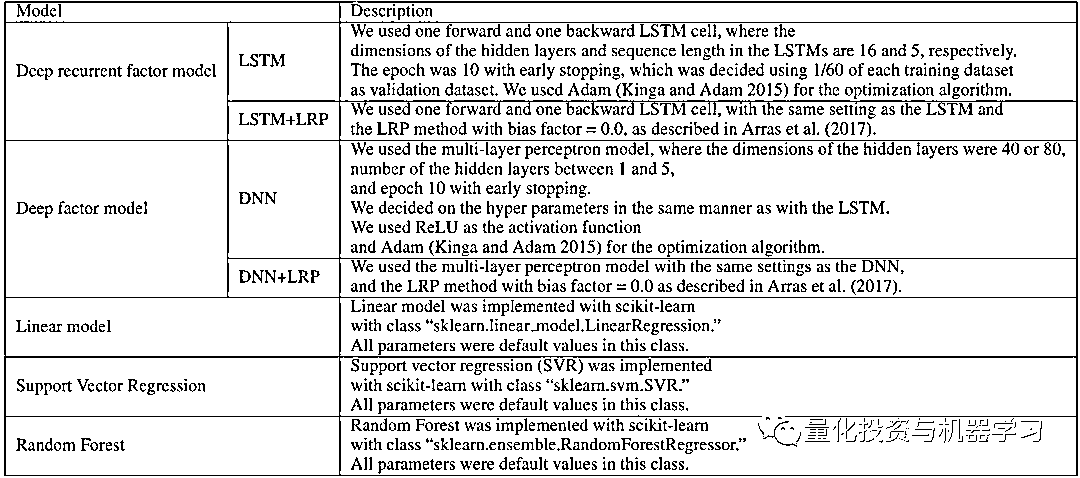 Model Description
Deep recurrent factor model
LSTM
We used one forward and one backward LSTM cell, where the
dimensions of the hidden layers and sequence length in the LSTMs are 16 and 5, respectively.
The epoch was 10 with early stopping, which was decided using 1/60 of each training dataset
as validation dataset. We used Adam (Kinga and Adam 2015) for the optimization algorithm.
LSTM+LRP
We used one forward and one backward LSTM cell, with the same setting as the LSTM and
the LRP method with bias factor = 0.0, as described in Arras et al. (2017).
Deep factor model
DNN
We used the multi-layer perceptron model, where the dimensions of the hidden layers were 40 or 80,
number of the hidden layers between 1 and 5,
and epoch 10 with early stopping.
We decided on the hyper parameters in the same manner as with the LSTM.
We used ReLU as the activation function
and Adam (Kinga and Adam 2015) for the optimization algorithm.
DNN+LRP
We used the multi-layer perceptron model with the same settings as the DNN,
and the LRP method with bias factor = 0.0 as described in Arras et al. (2017).
Linear model
Linear model was implemented with scikit-learn
with class “sklearn.linear_model.LinearRegression.”
All parameters were default values in this class.
Support Vector Regression
Support vector regression (SVR) was implemented
with scikit-learn with class “sklearn.svm.SVR.”
All parameters were default values in this class.
Random Forest
Random Forest was implemented with scikit-learn
with class “sklearn.ensemble.RandomForestRegressor.”
All parameters were default values in this class.
量化投资与机器学习